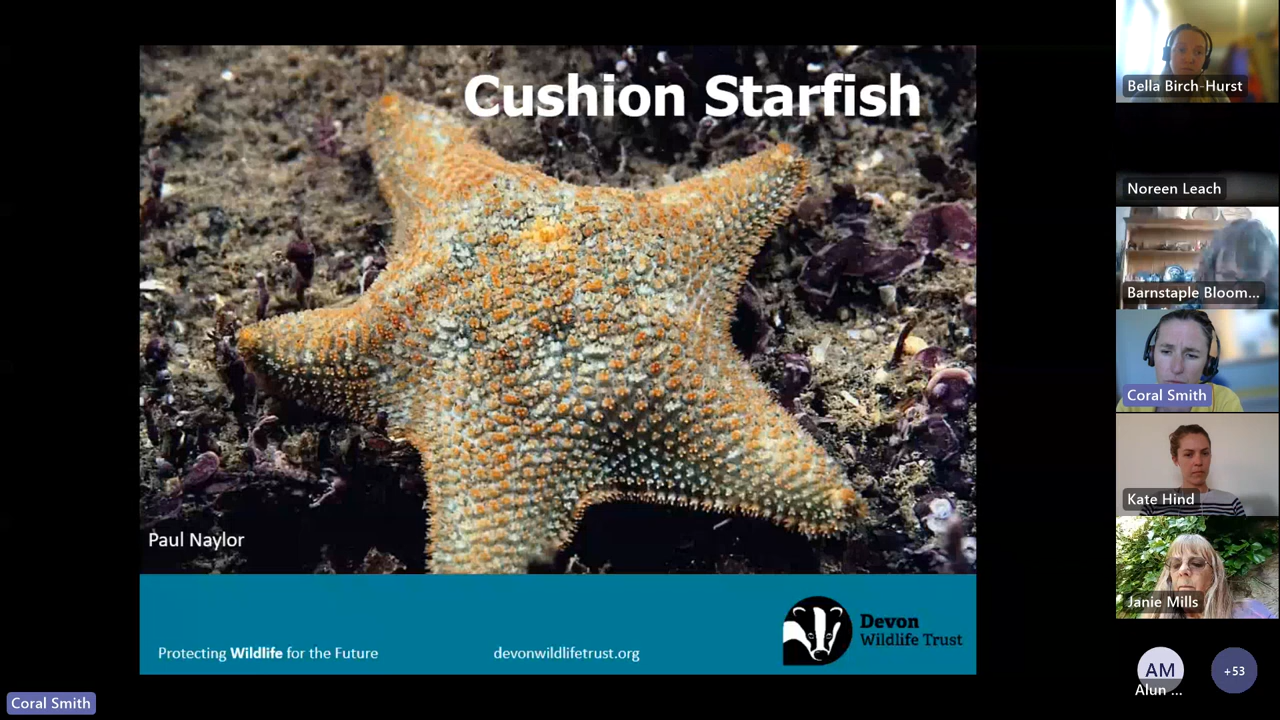 Cushion Starfish
Paul Naylor
Protecting Wildlife for the Future
devonwildlifetrust.org
Devon
Wildlife Trust
Bella Birch-Hurst
Noreen Leach
Barnstaple Bloom...
Coral Smith
Kate Hind
Janie Mills
AM
Alun ...
+53
Coral Smith